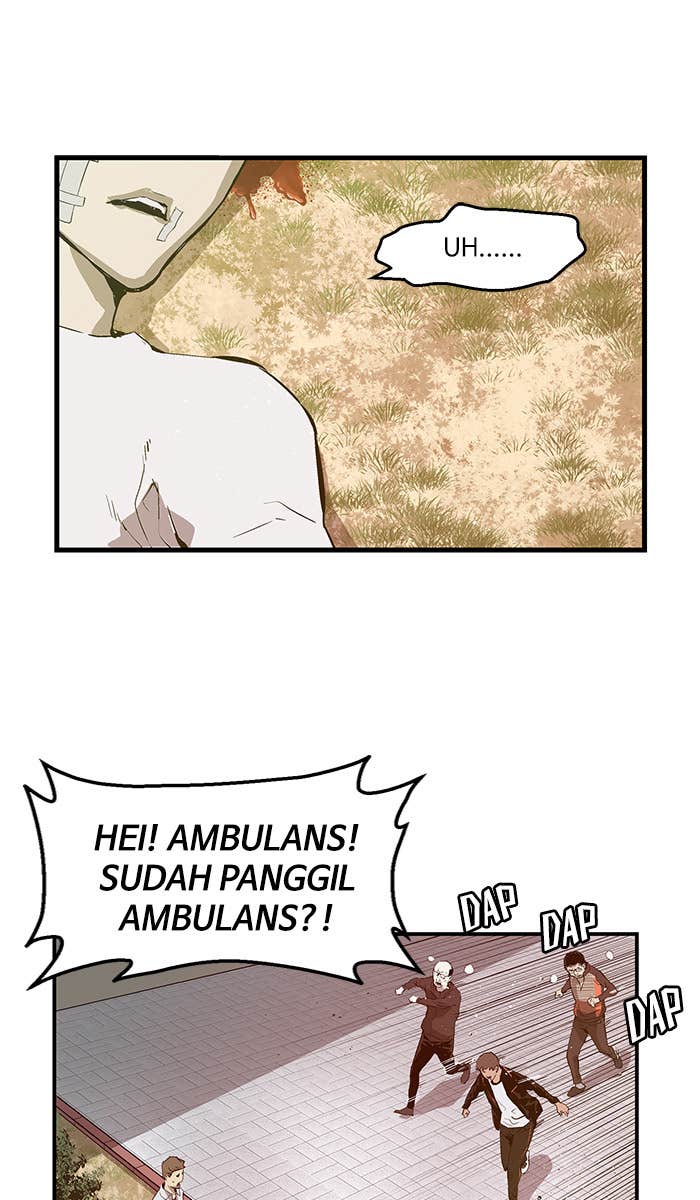 UH......
HEI! AMBULANS!
SUDAH PANGGIL
AMBULANS?!
DAP
DAP
DAP